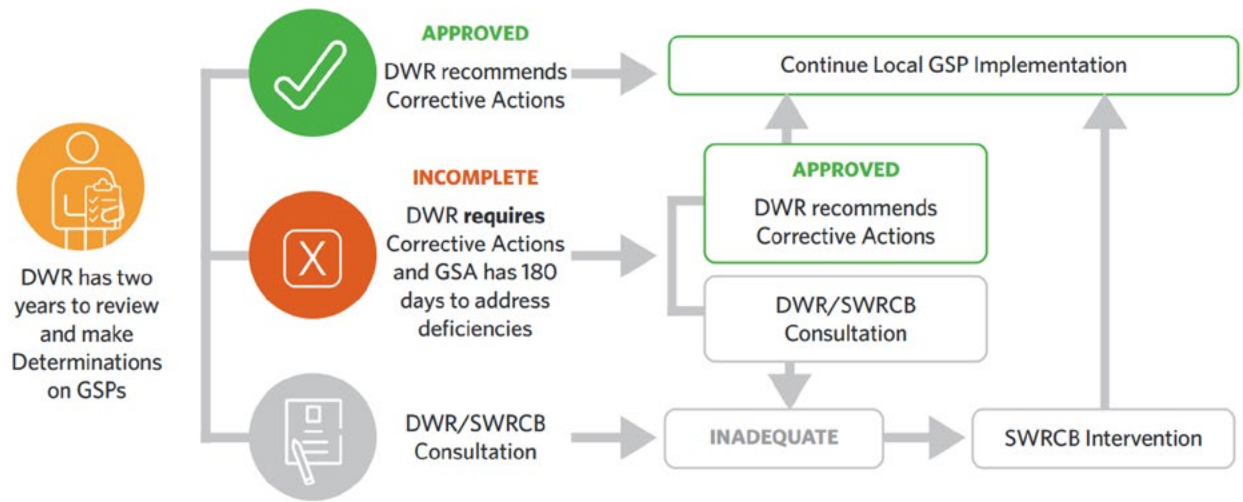 DWR has two
years to review
and make
Determinations
on GSPs
APPROVED
DWR recommends
Corrective Actions
INCOMPLETE
DWR requires
Corrective Actions
and GSA has 180
days to address
deficiencies
DWR/SWRCB
Consultation
Continue Local GSP Implementation
APPROVED
DWR recommends
Corrective Actions
DWR/SWRCB
Consultation
INADEQUATE
SWRCB Intervention
X